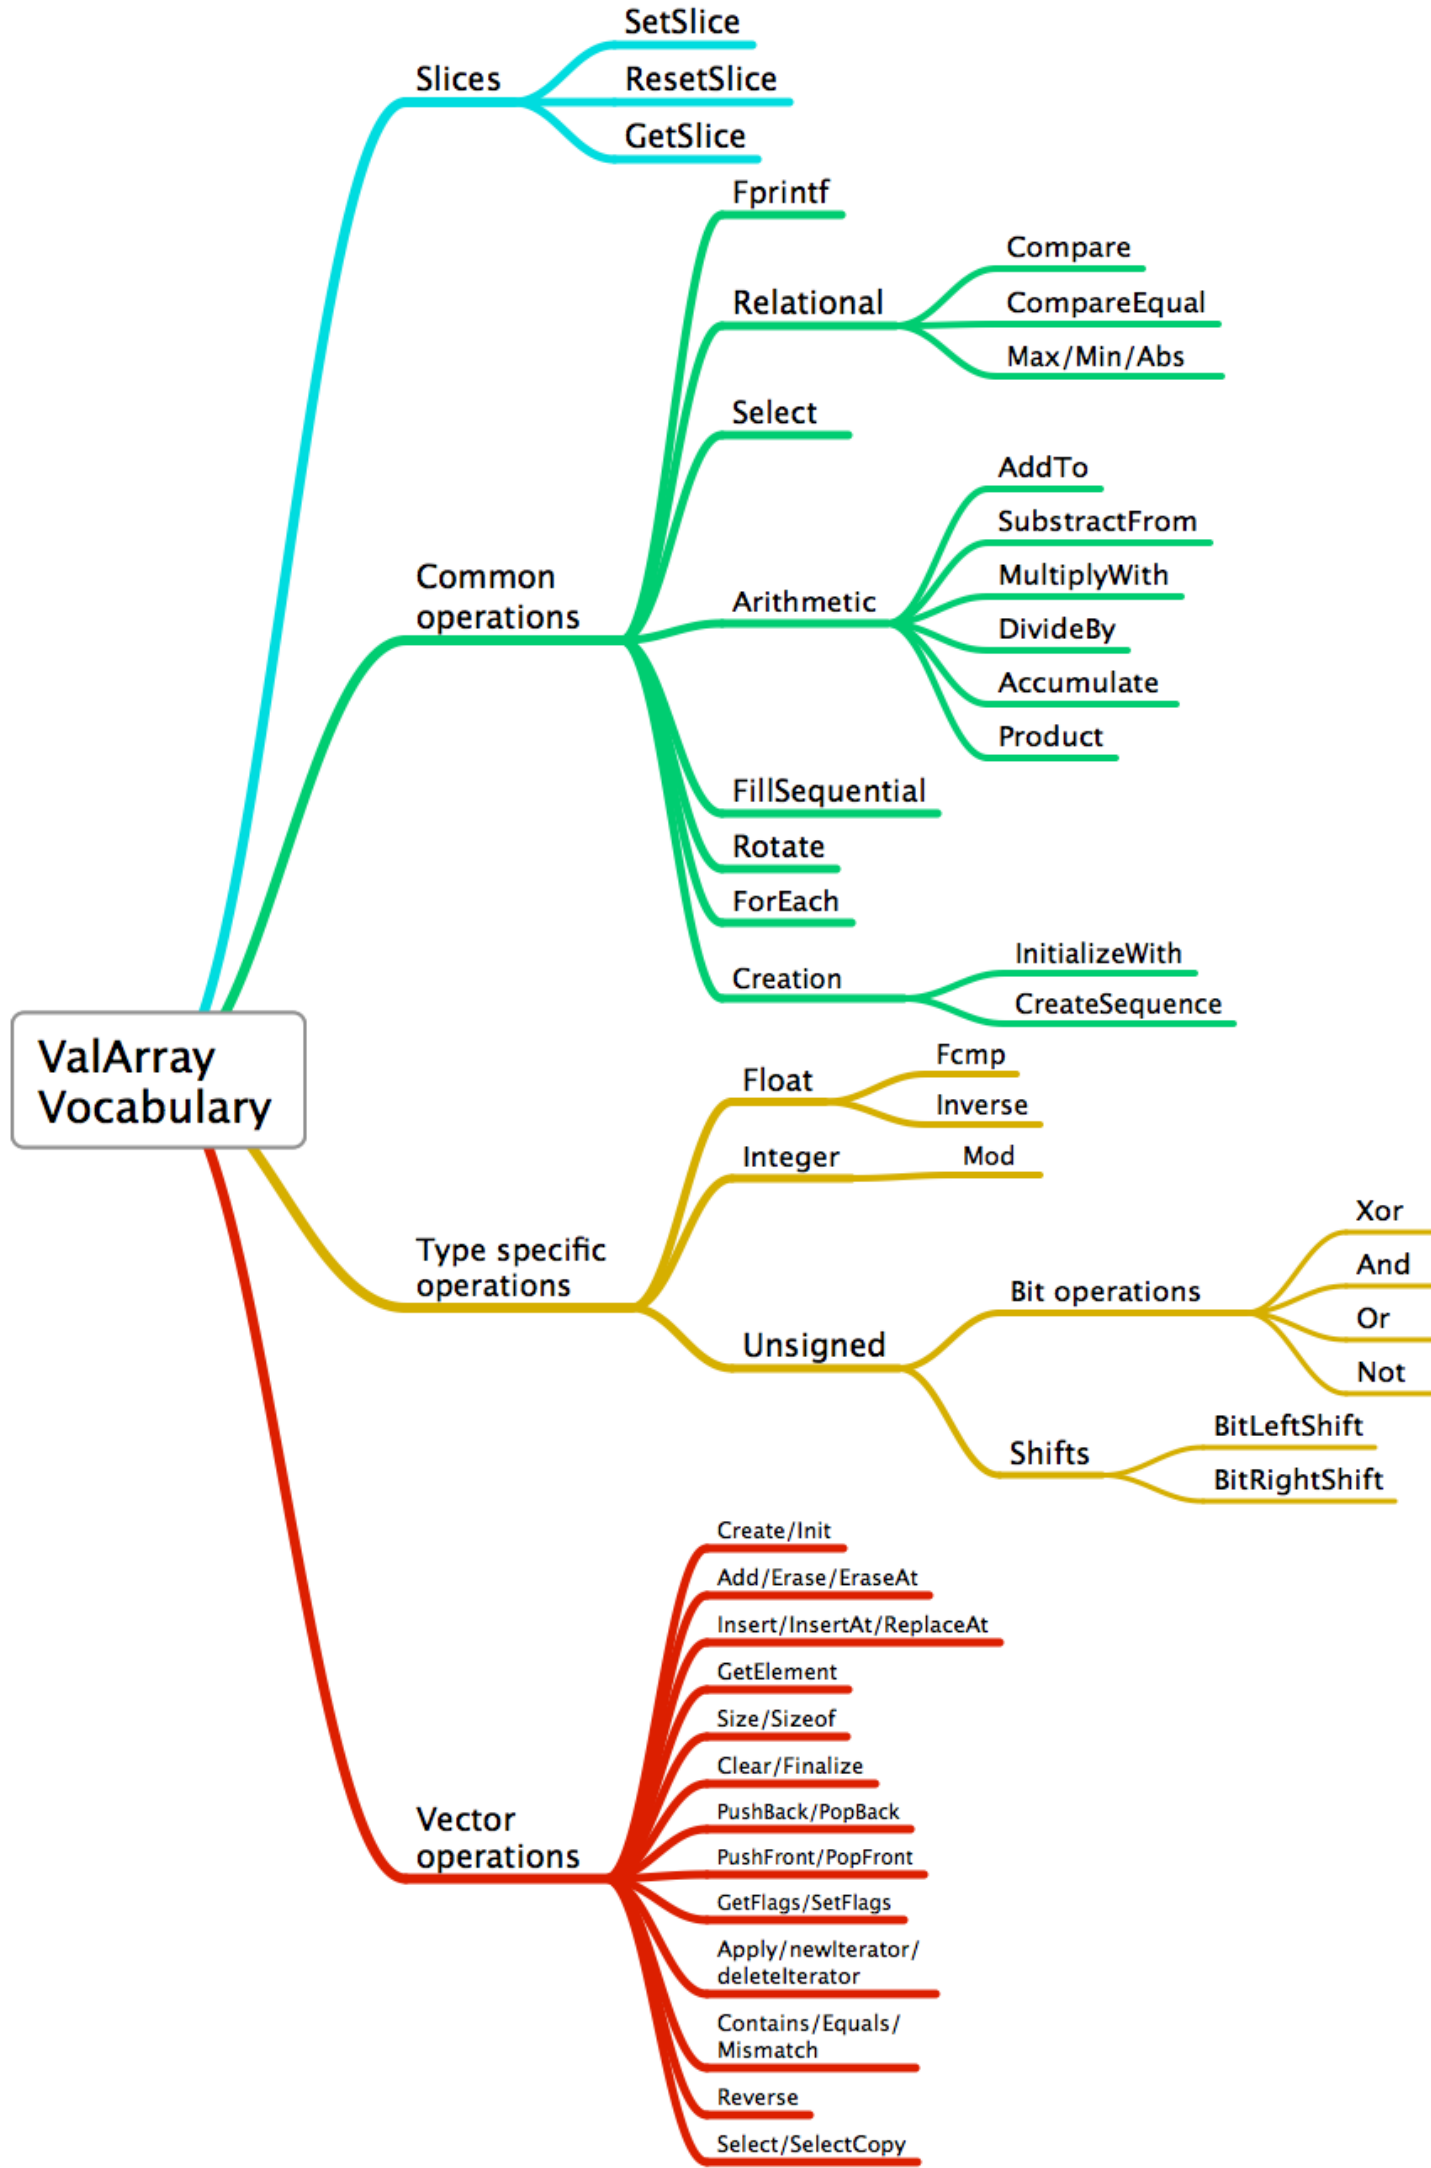 SetSlice
Slices
ResetSlice
GetSlice
Fprintf
Compare
Relational
CompareEqual
Max/Min/Abs
Select
AddTo
SubstractFrom
Common
operations
MultiplyWith
Arithmetic
DivideBy
Accumulate
Product
FillSequential
Rotate
ForEach
InitializeWith
Creation
CreateSequence
ValArray
Vocabulary
Fcmp
Float
Inverse
Integer
Mod
Xor
Type specific
operations
And
Bit operations
Or
Unsigned
Not
BitLeftShift
Shifts
BitRightShift
Create/Init
Add/Erase/EraseAt
Insert/InsertAt/ReplaceAt
GetElement
Size/Sizeof
Clear/Finalize
Vector
operations
PushBack/PopBack
PushFront/PopFront
GetFlags/SetFlags
Apply/newIterator/
deleteIterator
Contains/Equals/
Mismatch
Reverse
Select/SelectCopy